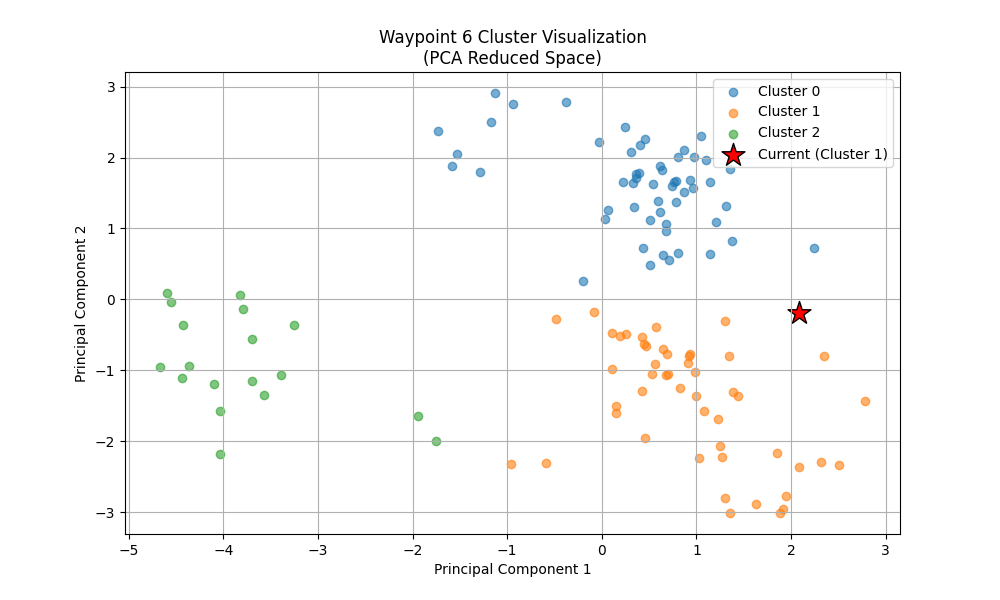 Waypoint 6 Cluster Visualization
(PCA Reduced Space)
Cluster 0
Cluster 1
Cluster 2
Current (Cluster 1)
Principal Component 2
3
2
1
0
−1
−2
−3
−5
−4
−3
−2
−1
0
1
2
3
Principal Component 1